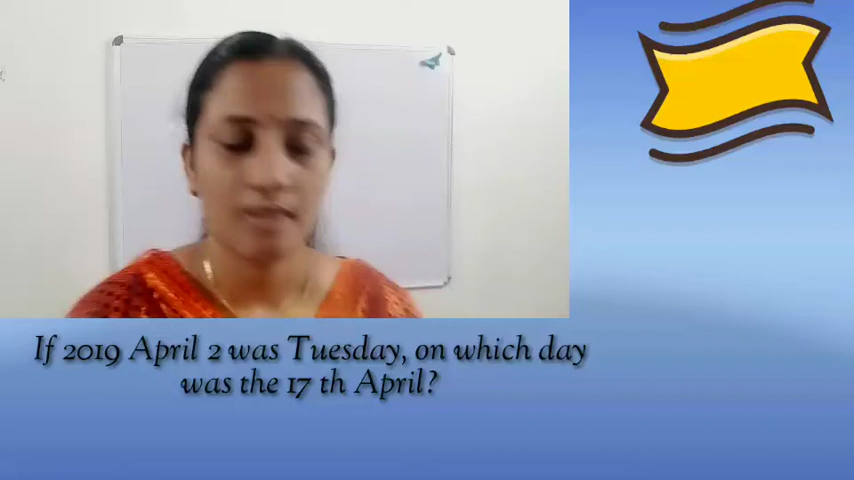 If 2019 April 2 was Tuesday, on which day
was the 17 th April?